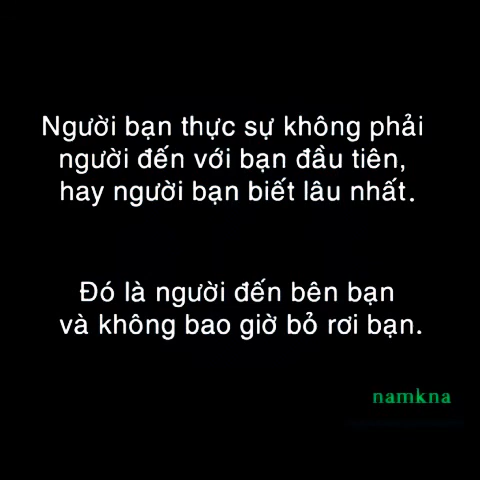 Người bạn thực sự không phải
người đến với bạn đầu tiên,
hay người bạn biết lâu nhất.
Đó là người đến bên bạn
và không bao giờ bỏ rơi bạn.
namkna